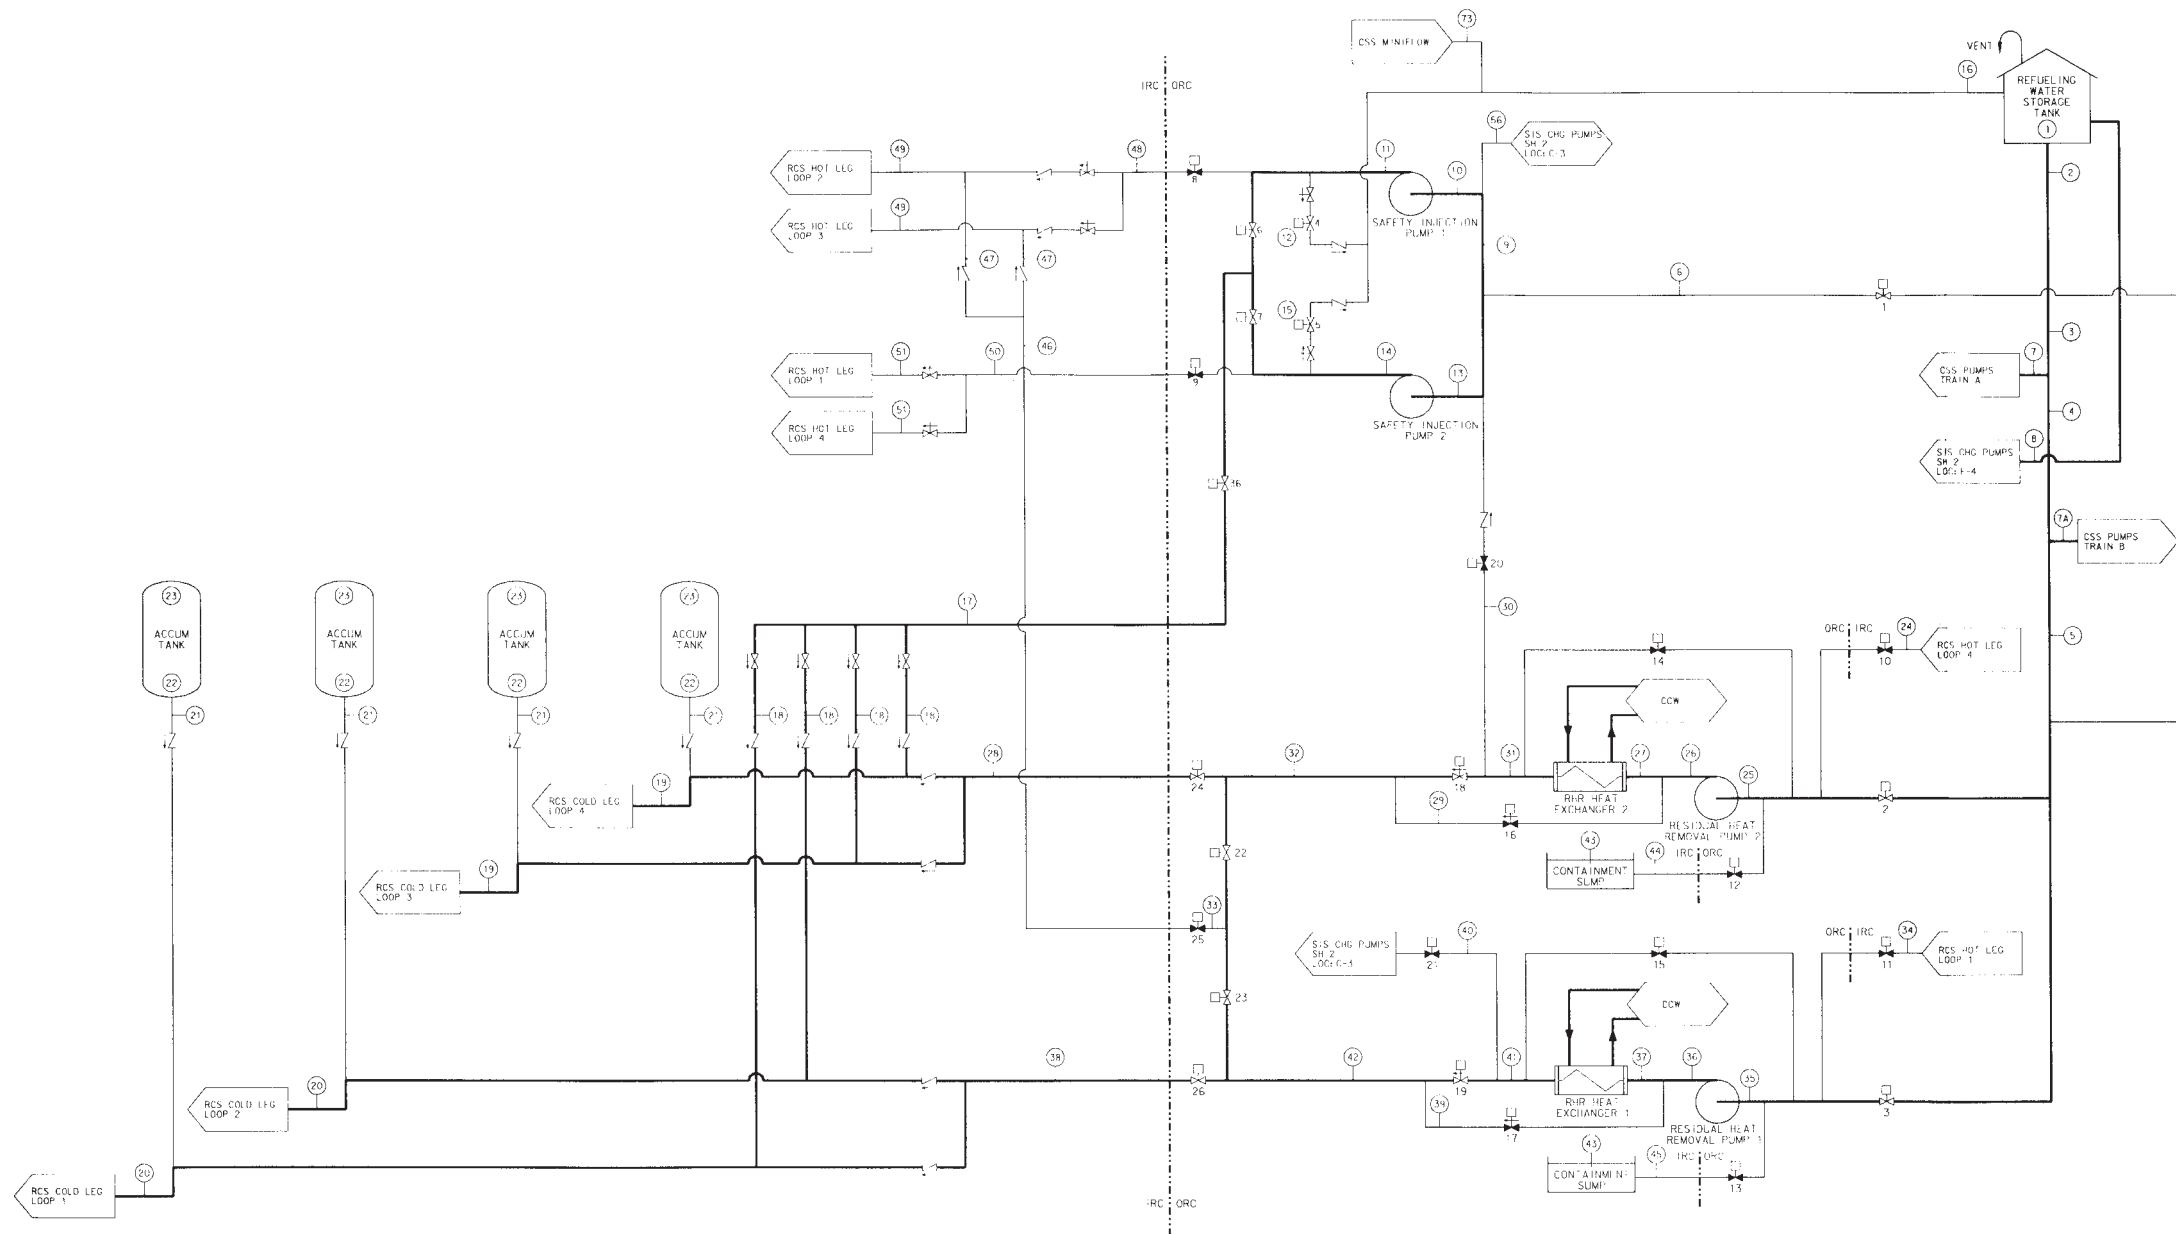 73
CSS MINIFLOW
VENT
16
REFUELING
WATER
STORAGE
TANK
1
IRC ORC
56
SIS CHG PUMPS
SH 2
49
48
11
10
2
RCS HOT LEG
LOOP 2
8
SAFETY INJECTION
PUMP 1
49
RCS HOT LEG
LOOP 3
6
4
12
9
47
47
6
1
15
7
5
3
46
51
50
14
13
7
RCS HOT LEG
LOOP 1
9
CSS PUMPS
TRAIN A
51
4
RCS HOT LEG
LOOP 4
SAFETY INJECTION
PUMP 2
8
SIS CHG PUMPS
SH 2
36
7A
CSS PUMPS
TRAIN B
20
23
23
23
23
ACCUM
TANK
ACCUM
TANK
ACCUM
TANK
ACCUM
TANK
17
30
22
22
22
22
ORC IRC
24
5
14
10
RCS HOT LEG
LOOP 4
21
21
21
21
18
18
18
18
CCW
28
32
31
27
26
25
19
24
18
RCS COLD LEG
LOOP 4
RHR HEAT
EXCHANGER 2
2
29
16
RESIDUAL HEAT
REMOVAL PUMP 2
22
43
44
IRC ORC
CONTAINMENT
SUMP
12
19
RCS COLD LEG
LOOP 3
33
25
40
SIS CHG PUMPS
SH 2
21
15
ORC IRC
34
11
RCS HOT LEG
LOOP 1
23
CCW
38
42
41
37
36
35
26
19
20
RCS COLD LEG
LOOP 2
RHR HEAT
EXCHANGER 1
3
39
17
RESIDUAL HEAT
REMOVAL PUMP 1
43
45
IRC ORC
CONTAINMENT
SUMP
13
20
RCS COLD LEG
LOOP 1
IRC ORC